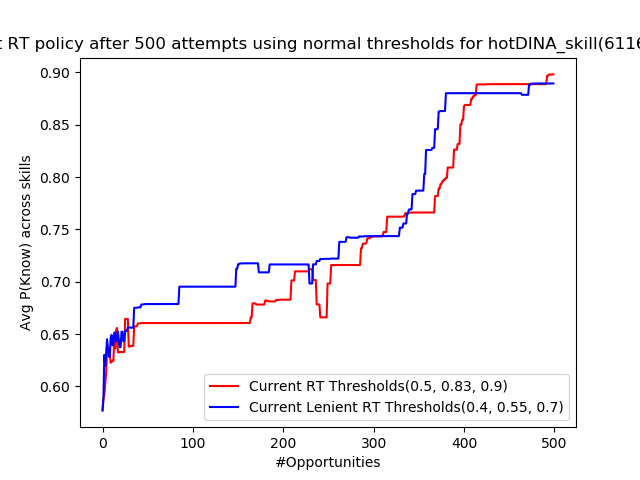 RT policy after 500 attempts using normal thresholds for hotDINA_skill(6116
0.90
0.85
0.80
0.75
0.70
0.65
0.60
Avg P(Know) across skills
Current RT Thresholds(0.5, 0.83, 0.9)
Current Lenient RT Thresholds(0.4, 0.55, 0.7)
0 100 200 300 400 500
#Opportunities